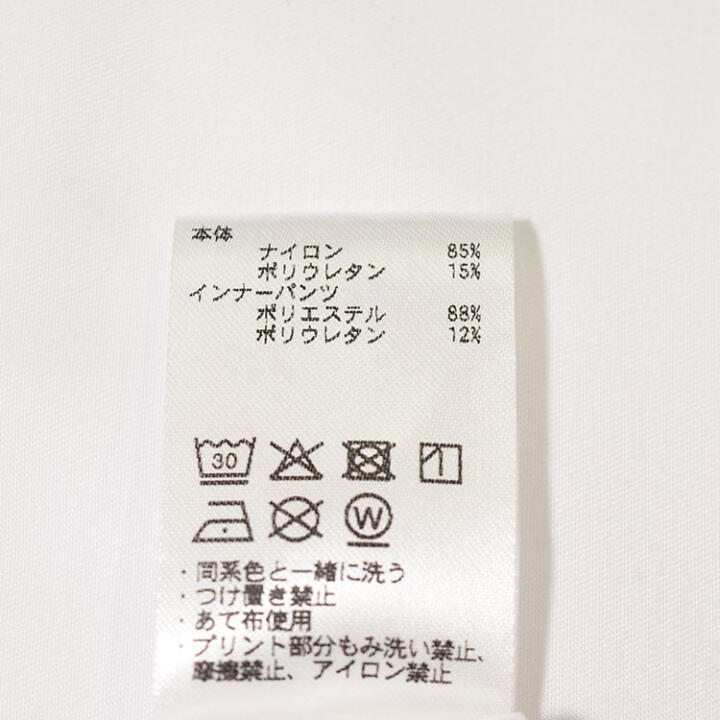 本体
ナイロン 85%
ポリウレタン 15%
インナーパンツ
ポリエステル 88%
ポリウレタン 12%
30
W
・同系色と一緒に洗う
・つけ置き禁止
・あて布使用
・プリント部分もみ洗い禁止、
摩擦禁止、アイロン禁止